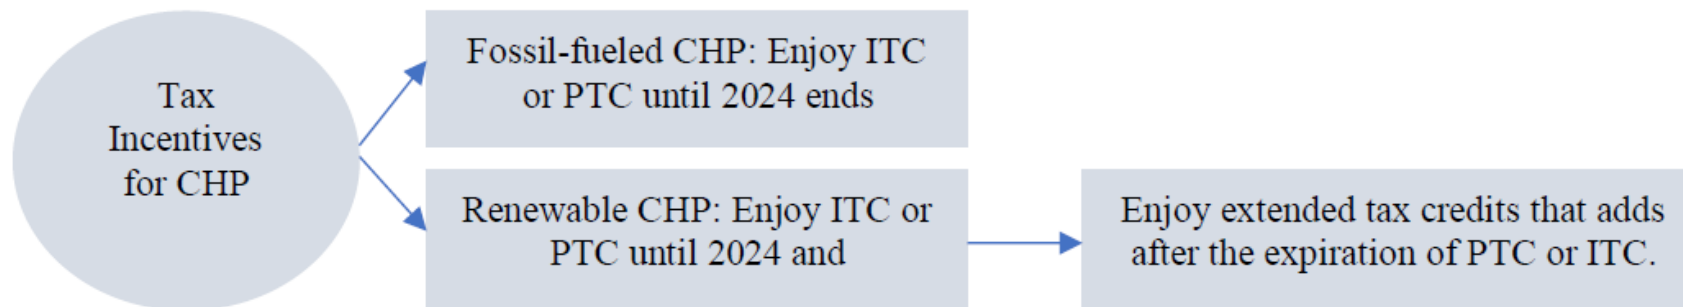 Tax
Incentives
for CHP
Fossil-fueled CHP: Enjoy ITC
or PTC until 2024 ends
Renewable CHP: Enjoy ITC or
PTC until 2024 and
Enjoy extended tax credits that adds
after the expiration of PTC or ITC.